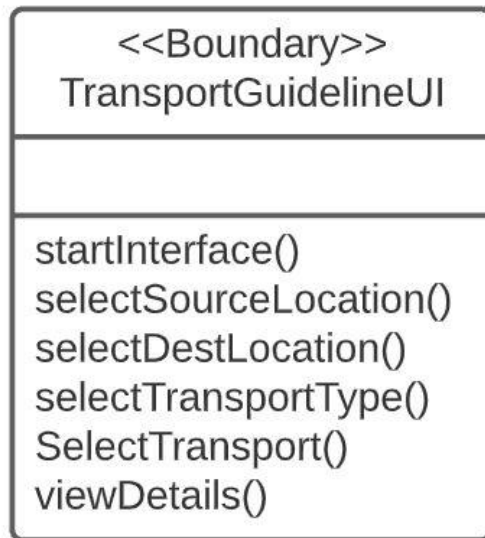 <<Boundary>>
TransportGuidelineUI
startInterface()
selectSourceLocation()
selectDestLocation()
selectTransportType()
SelectTransport()
viewDetails()